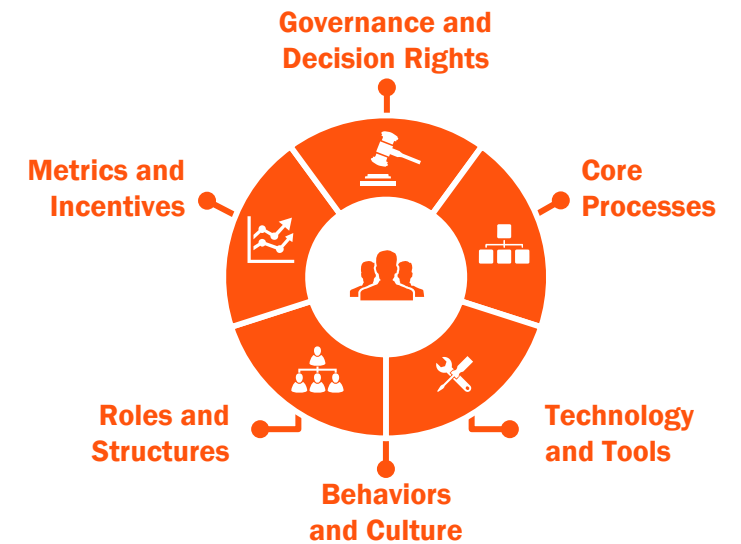 Governance and
Decision Rights
Metrics and
Incentives
Core
Processes
Roles and
Structures
Technology
and Tools
Behaviors
and Culture